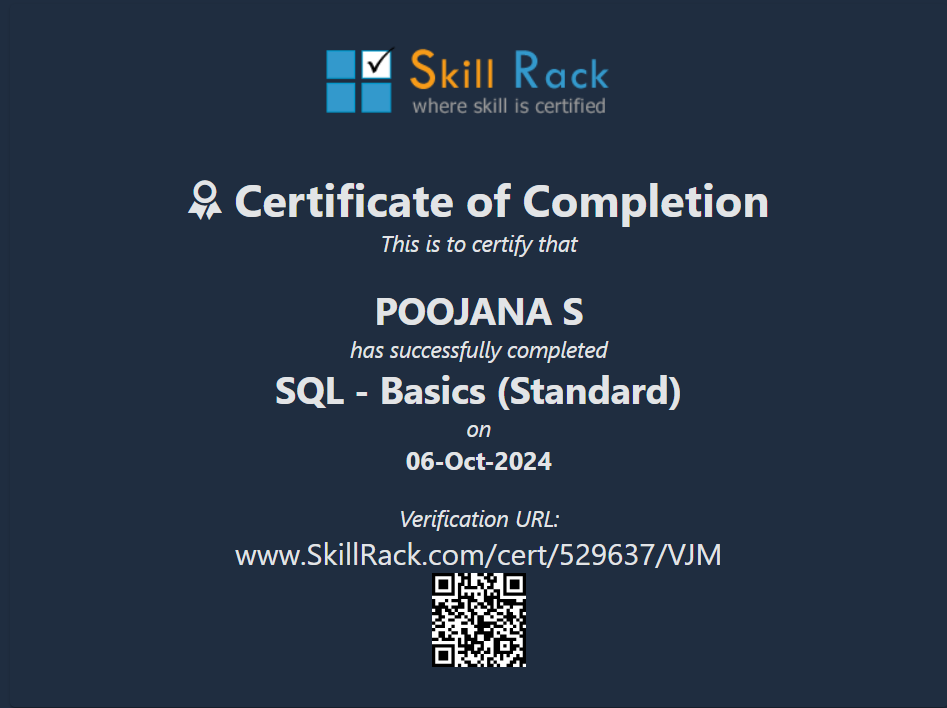 Skill Rack
where skill is certified
Certificate of Completion
This is to certify that
POOJANA S
has successfully completed
SQL - Basics (Standard)
on
06-Oct-2024
Verification URL:
www.SkillRack.com/cert/529637/VJM